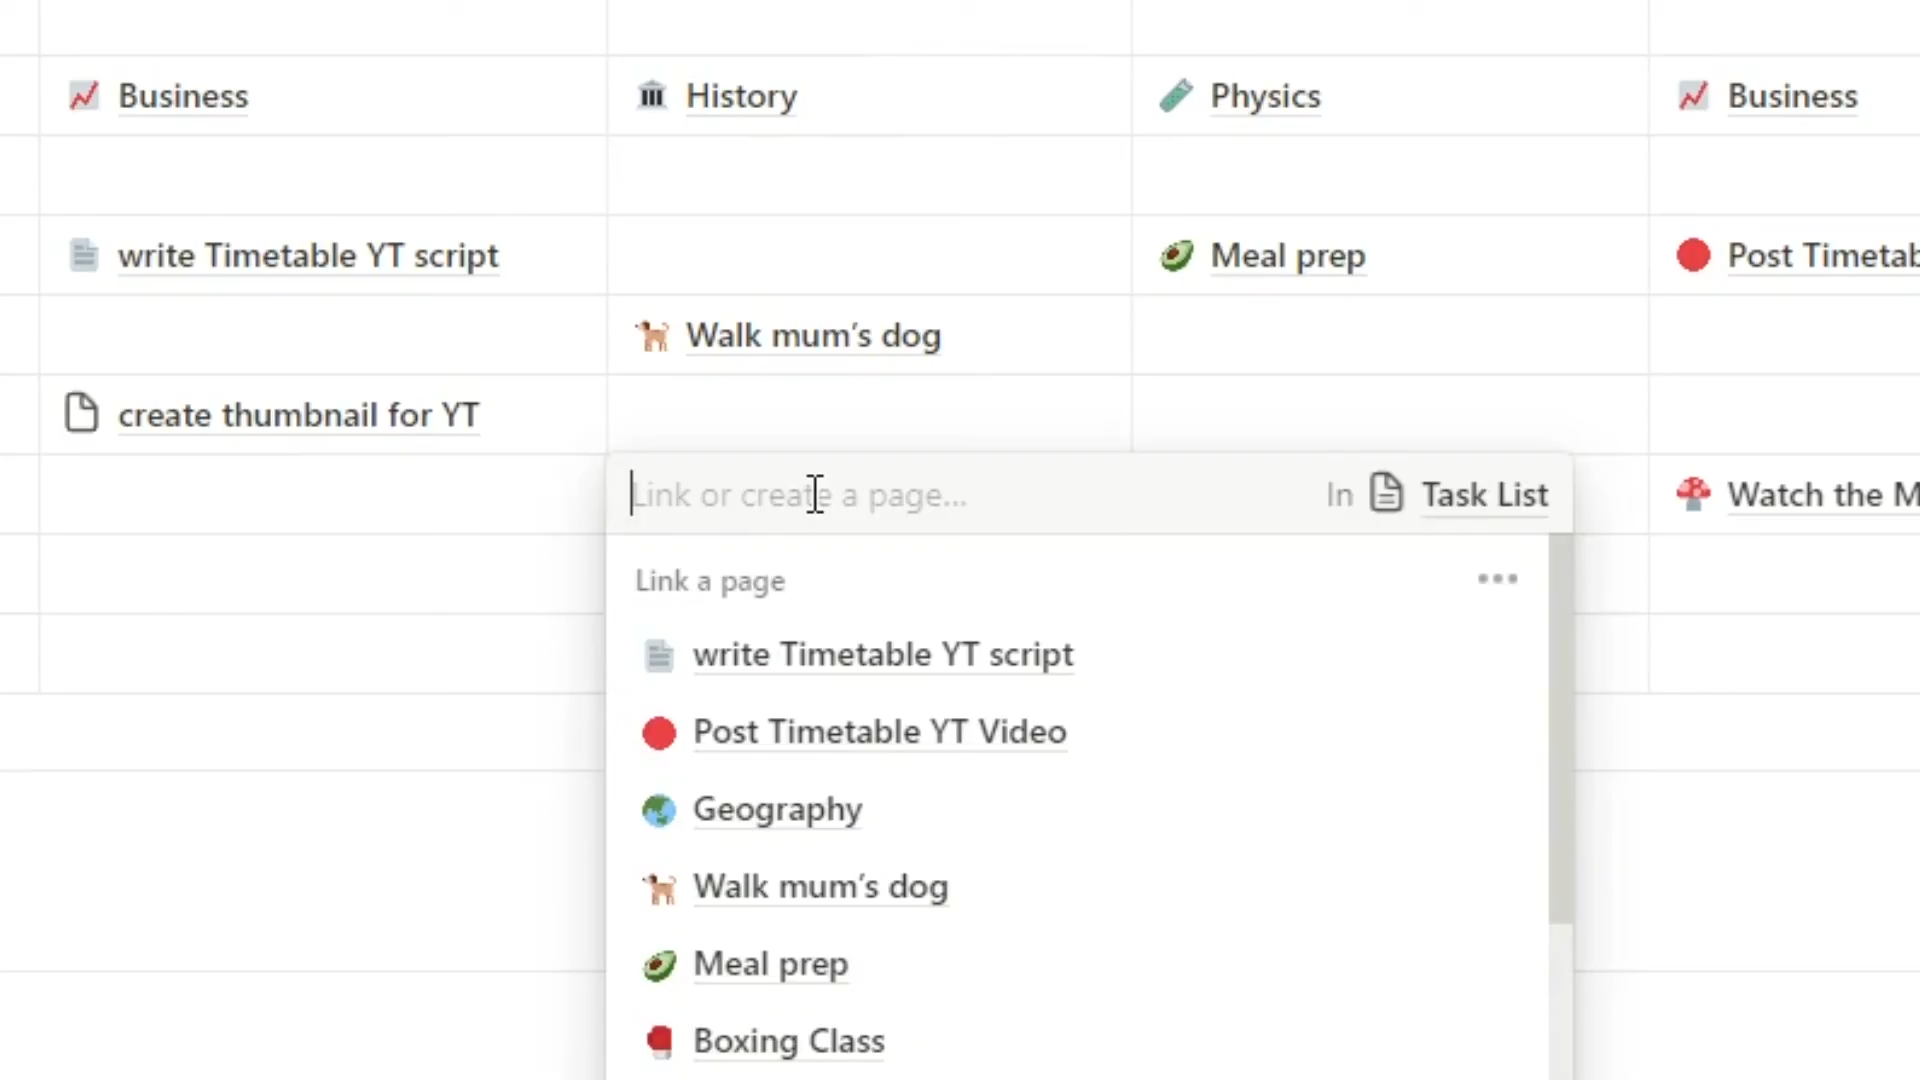 Business
History
Physics
Business
write Timetable YT script
Meal prep
Post Timetab
Walk mum's dog
create thumbnail for YT
Link or create a page...
In Task List
Watch the M
Link a page
write Timetable YT script
Post Timetable YT Video
Geography
Walk mum's dog
Meal prep
Boxing Class